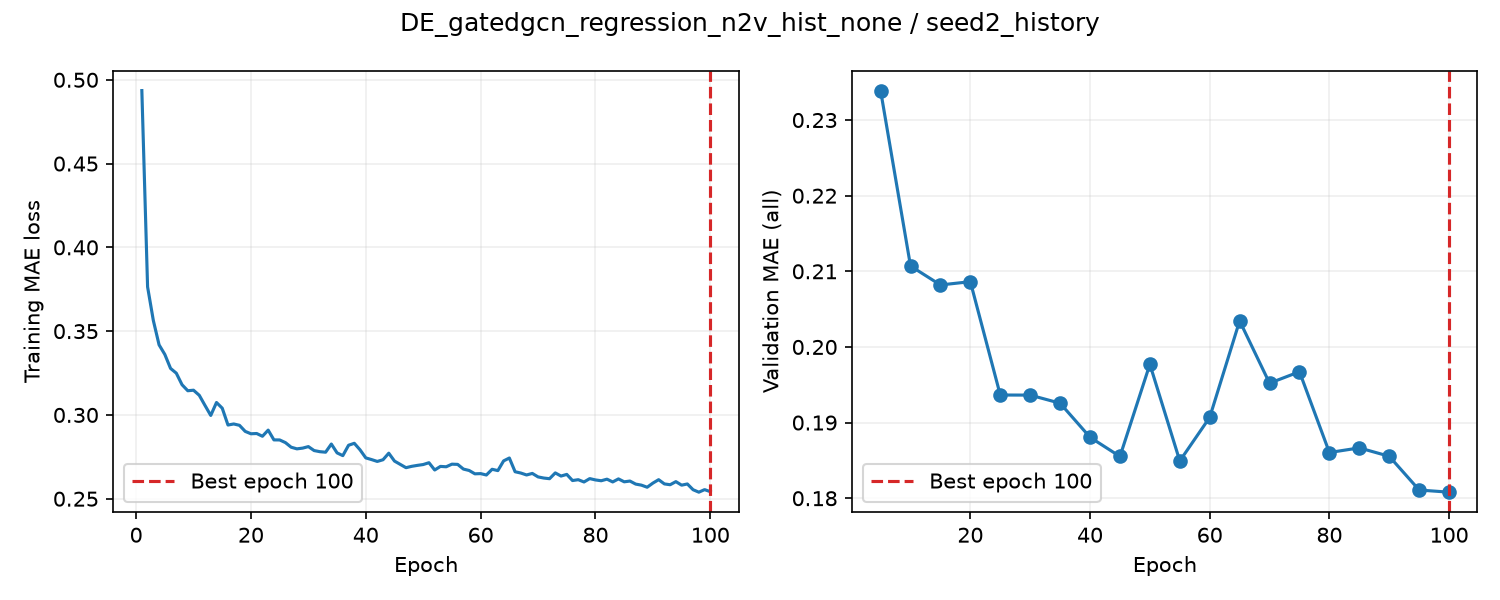 DE_gatedgcn_regression_n2v_hist_none / seed2_history
Training MAE loss
0.50
0.45
0.40
0.35
0.30
0.25
Best epoch 100
0 20 40 60 80 100
Epoch
Validation MAE (all)
0.23
0.22
0.21
0.20
0.19
0.18
Best epoch 100
20 40 60 80 100
Epoch